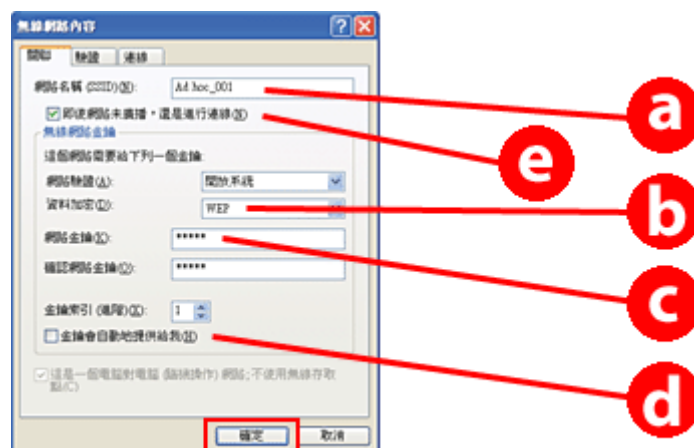 無線網路內容
關聯 驗證 連線
網路名稱 (SSID)(N): Ad hoc_001
即使網路未廣播，還是進行連線(N)
無線網路金鑰
這個網路需要給下列一個金鑰:
網路驗證(A): 開放系統
資料加密(D): WEP
網路金鑰(K): *****
確認網路金鑰(O): *****
金鑰索引 (進階)(X): 1
金鑰會自動地提供給我(H)
這是一個電腦對電腦 (臨機操作) 網路; 不使用無線存取
點(C)
確定 取消
a
e
b
c
d